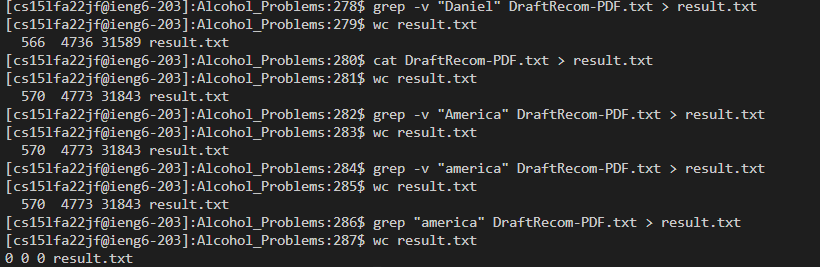 [cs15lfa22jf@ieng6-203]:Alcohol_Problems:278$ grep -v "Daniel" DraftRecom-PDF.txt > result.txt
[cs15lfa22jf@ieng6-203]:Alcohol_Problems:279$ wc result.txt
  566  4736 31589 result.txt
[cs15lfa22jf@ieng6-203]:Alcohol_Problems:280$ cat DraftRecom-PDF.txt > result.txt
[cs15lfa22jf@ieng6-203]:Alcohol_Problems:281$ wc result.txt
  570  4773 31843 result.txt
[cs15lfa22jf@ieng6-203]:Alcohol_Problems:282$ grep -v "America" DraftRecom-PDF.txt > result.txt
[cs15lfa22jf@ieng6-203]:Alcohol_Problems:283$ wc result.txt
  570  4773 31843 result.txt
[cs15lfa22jf@ieng6-203]:Alcohol_Problems:284$ grep -v "america" DraftRecom-PDF.txt > result.txt
[cs15lfa22jf@ieng6-203]:Alcohol_Problems:285$ wc result.txt
  570  4773 31843 result.txt
[cs15lfa22jf@ieng6-203]:Alcohol_Problems:286$ grep "america" DraftRecom-PDF.txt > result.txt
[cs15lfa22jf@ieng6-203]:Alcohol_Problems:287$ wc result.txt
0 0 0 result.txt